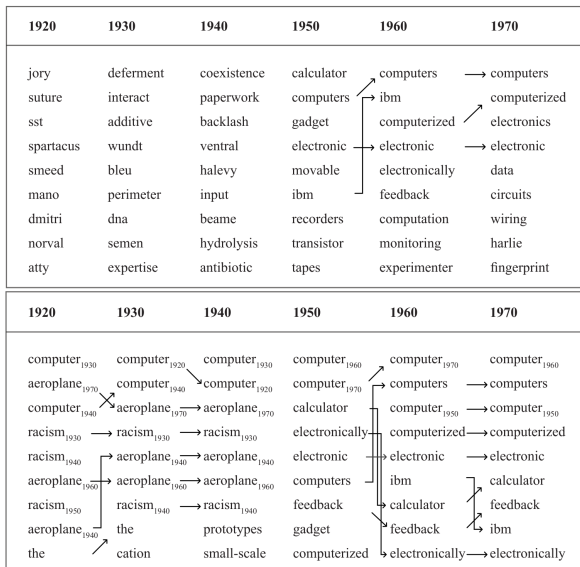 1920 1930 1940 1950 1960 1970
jory deferment coexistence calculator computers computers
suture interact paperwork computers ibm computerized
sst additive backlash gadget computerized electronics
spartacus wundt ventral electronic electronic electronic
smeed bleu halevy movable electronically data
mano perimeter input ibm feedback circuits
dmitri dna beame recorders computation wiring
norval semen hydrolysis transistor monitoring harlie
atty expertise antibiotic tapes experimenter fingerprint
1920 1930 1940 1950 1960 1970
computer1930 computer1920 computer1930 computer1960 computer1970 computer1960
aeroplane1970 computer1940 computer1920 computer1970 computers computers
computer1940 aeroplane1970 aeroplane1970 calculator computer1950 computer1950
racism1930 racism1930 racism1930 electronically computerized computerized
racism1940 aeroplane1940 aeroplane1940 electronic electronic electronic
aeroplane1960 aeroplane1960 aeroplane1960 computers ibm calculator
racism1950 racism1940 racism1940 feedback calculator feedback
aeroplane1940 the prototypes gadget feedback ibm
the cation small-scale computerized electronically electronically